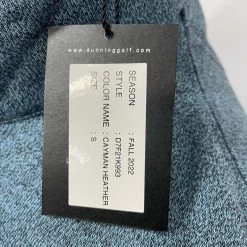 www.dunninggolf.com
SEASON : FALL 2022
STYLE : D7F21K993
COLOR NAME : CAYMAN HEATHER
SIZE : S